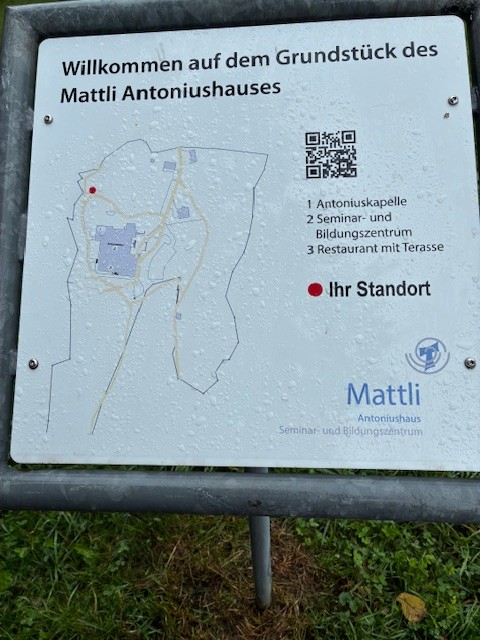 Willkommen auf dem Grundstück des
Mattli Antoniushauses
1 Antoniuskapelle
2 Seminar- und
Bildungszentrum
3 Restaurant mit Terasse
Ihr Standort
Mattli
Antoniushaus
Seminar- und Bildungszentrum